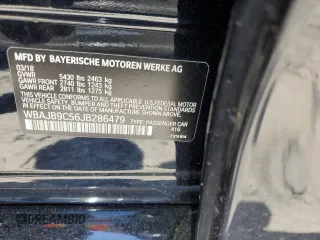 MFD BY BAYERISCHE MOTOREN WERKE AG
03/18
GVWR 5430 lbs 2463 kg
GAWR FRONT 2740 lbs 1243 kg
GAWR REAR 2811 lbs 1275 kg
THIS VEHICLE CONFORMS TO ALL APPLICABLE
FEDERAL MOTOR VEHICLE SAFETY, BUMPER AND
THEFT PREVENTION STANDARDS IN EFFECT ON THE
DATE OF MANUFACTURE SHOWN ABOVE.
WBAJB9C56JB286479
PASSENGER CAR
416
DREAMBID